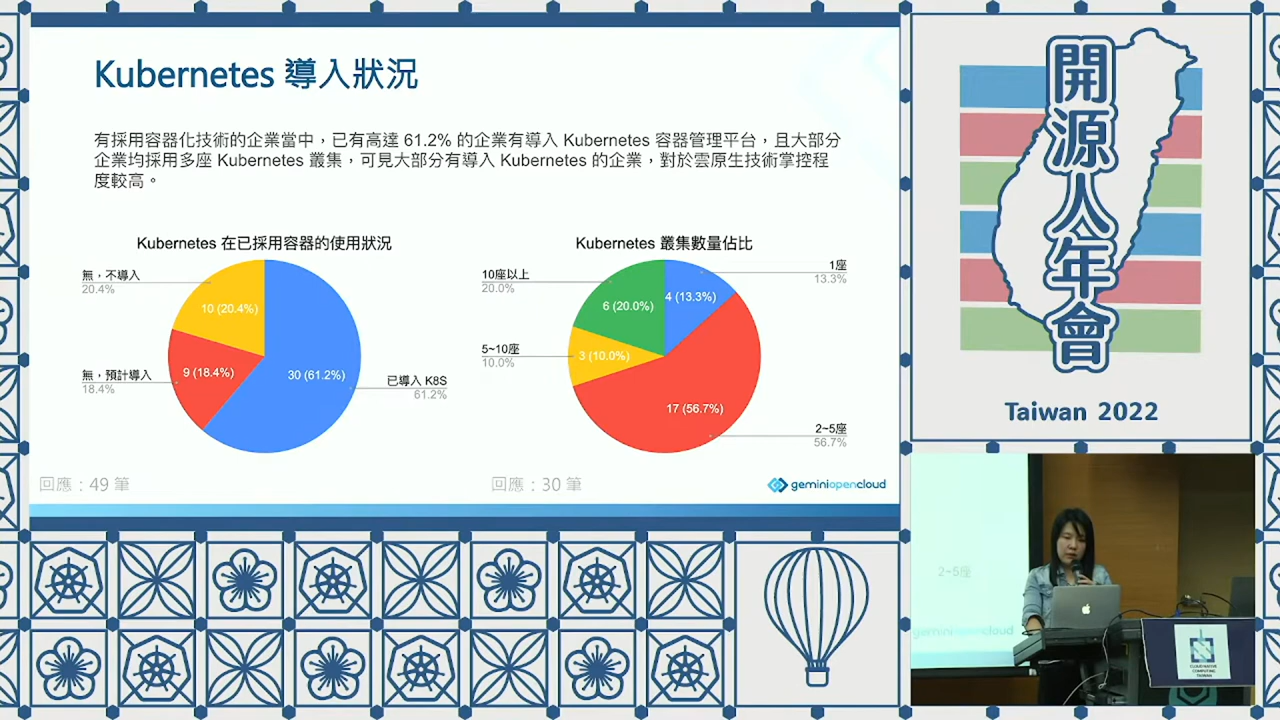 Kubernetes 導入狀況
有採用容器化技術的企業當中，已有高達 61.2% 的企業有導入 Kubernetes 容器管理平台，且大部分
企業均採用多座 Kubernetes 叢集，可見大部分有導入 Kubernetes 的企業，對於雲原生技術掌控程
度較高。
Kubernetes 在已採用容器的使用狀況
無，不導入
20.4%
10 (20.4%)
無，預計導入
18.4%
9 (18.4%)
30 (61.2%)
已導入 K8S
61.2%
回應：49 筆
Kubernetes 叢集數量佔比
10座以上
20.0%
6 (20.0%)
4 (13.3%)
1座
13.3%
5~10座
10.0%
3 (10.0%)
17 (56.7%)
2~5座
56.7%
回應：30 筆
geminiopencloud
開源人年會
Taiwan 2022
2~5座
geminiopencloud
CLOUD NATIVE
COMPUTING
TAIWAN